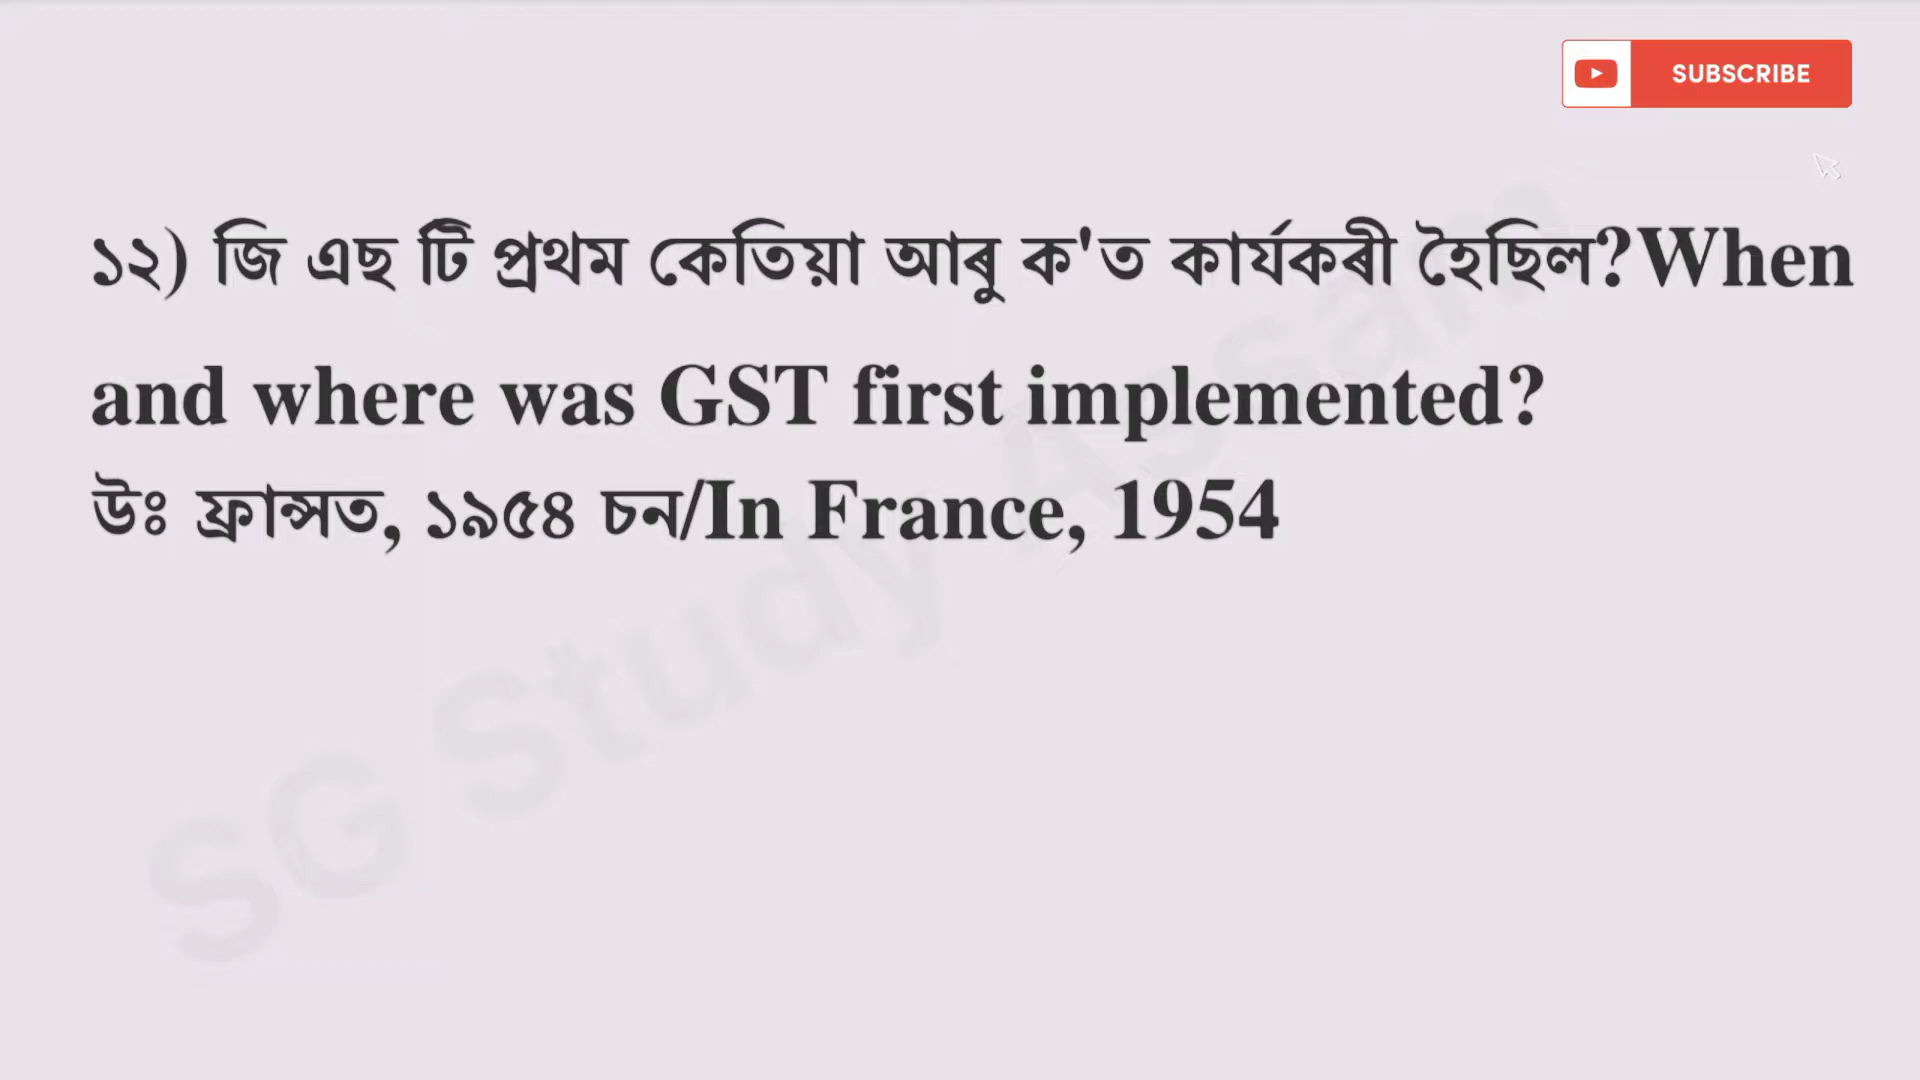 SUBSCRIBE
১২) জি এছ টি প্ৰথম কেতিয়া আৰু ক'ত কাৰ্যকৰী হৈছিল?When
and where was GST first implemented?
উঃ ফ্ৰান্সত, ১৯৫৪ চন/In France, 1954
SG Study Assam